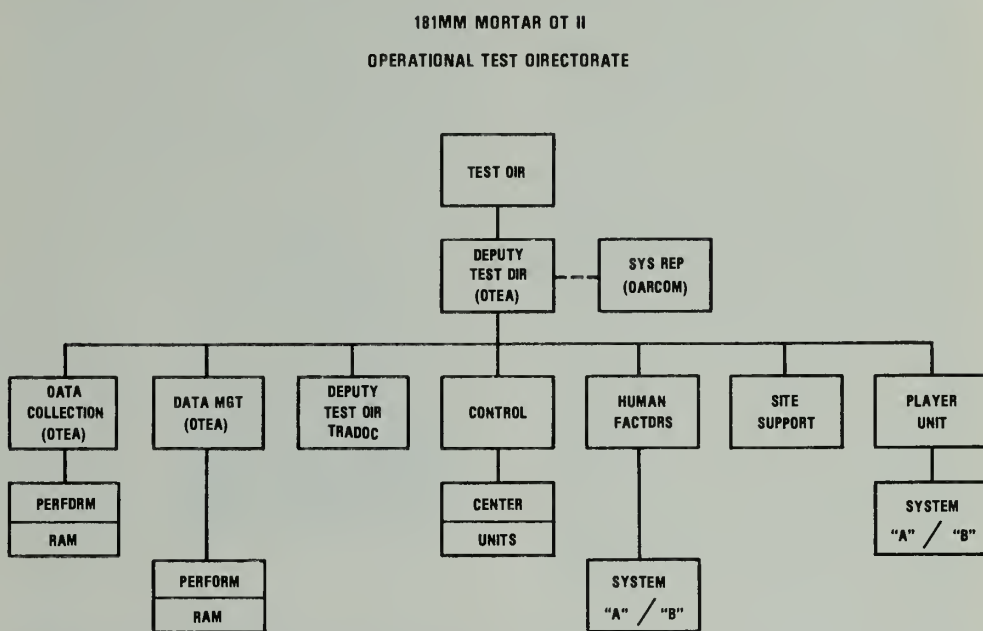 181MM MORTAR OT II
OPERATIONAL TEST OIRECTORATE
TEST OIR
DEPUTY
TEST DIR
(OTEA)
SYS REP
(OARCOM)
OATA
COLLECTION
(OTEA)
DATA MGT
(OTEA)
DEPUTY
TEST OIR
TRADOC
CONTROL
HUMAN
FACTDRS
SITE
SUPPORT
PLAYER
UNIT
PERFDRM
RAM
CENTER
UNITS
SYSTEM
"A" / "B"
PERFORM
RAM
SYSTEM
"A" / "B"